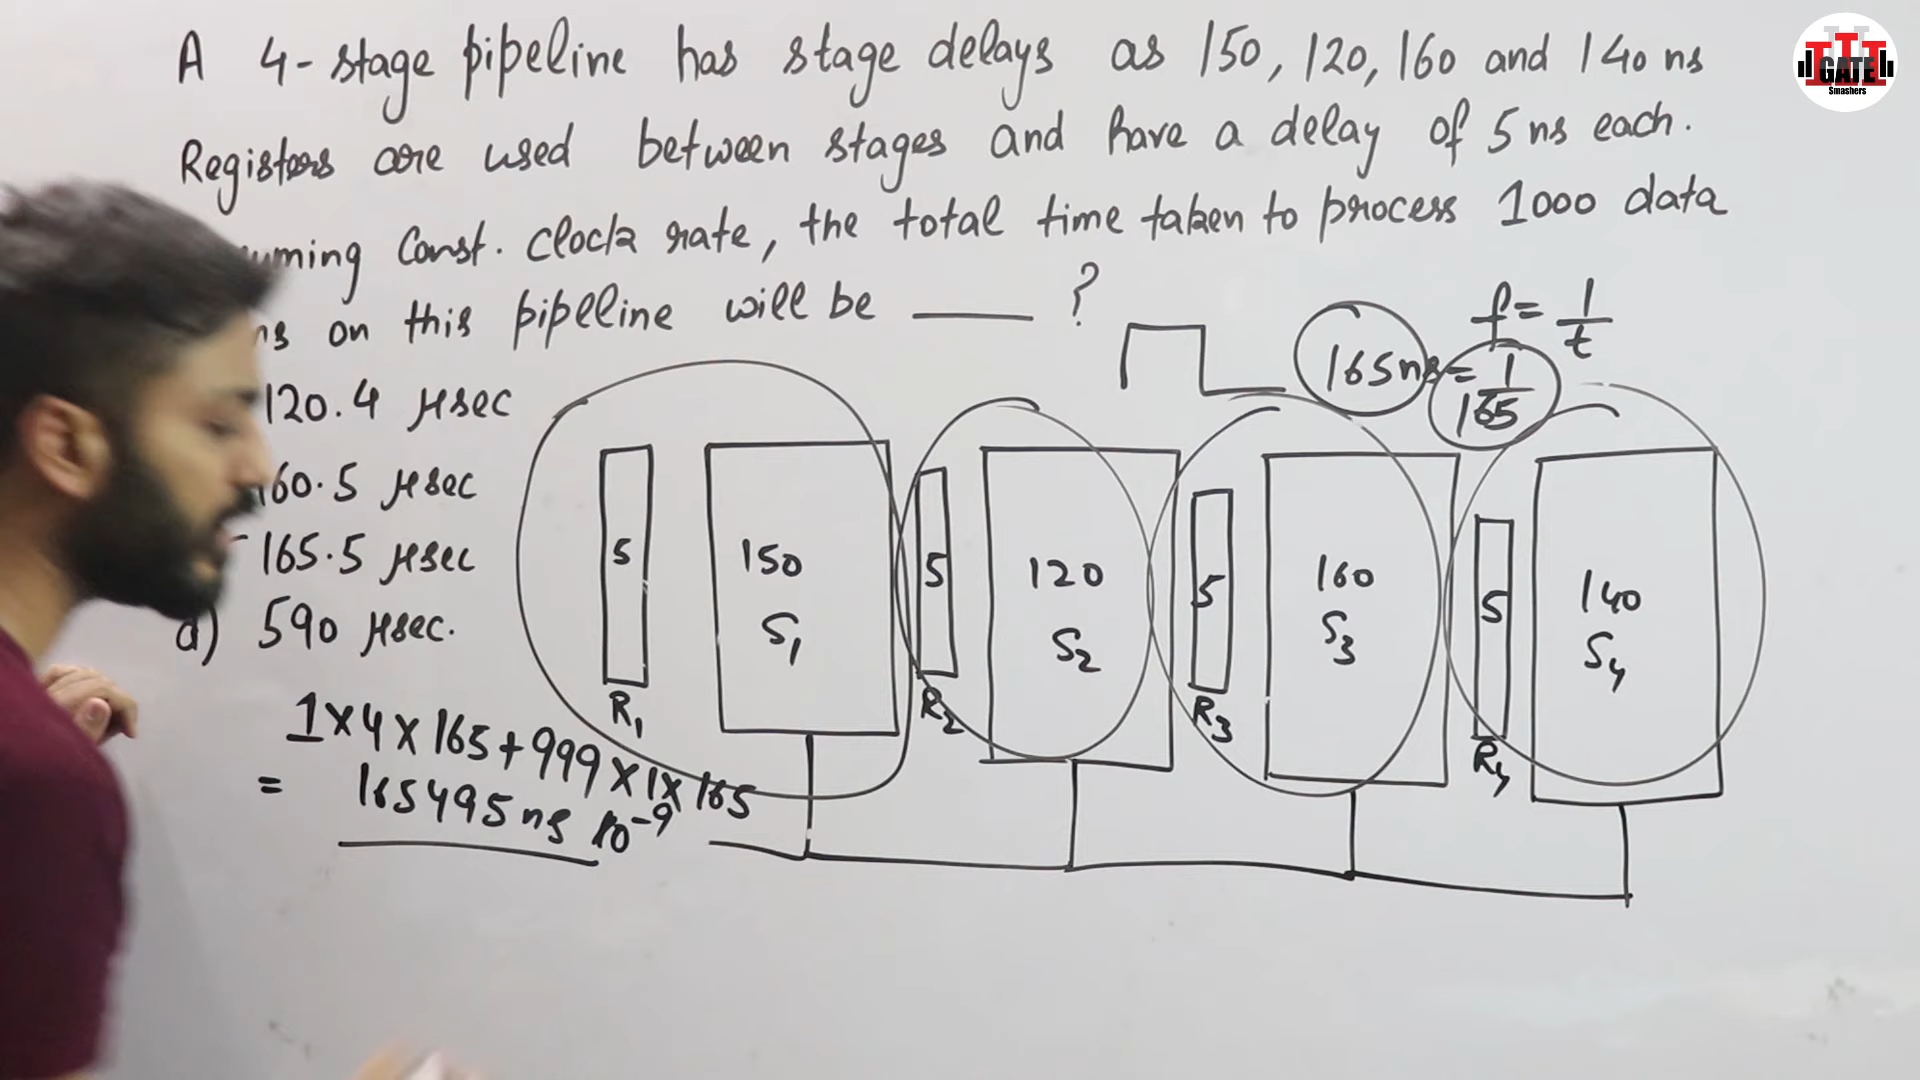 A 4-stage pipeline has stage delays as 150, 120, 160 and 140 ns
Registers are used between stages and have a delay of 5 ns each.
uming Const. clock rate, the total time taken to process 1000 data
ns on this pipeline will be ____ ?
120.4 μsec
160.5 μsec
165.5 μsec
d) 590 μsec.
165ns = 1/165
f = 1/t
5 150 5 120 5 160 5 140
S1 S2 S3 S4
R1 R2 R3 R4
1×4×165+999×1×165
= 165495 ns 10⁻⁹
GATE
Smashers